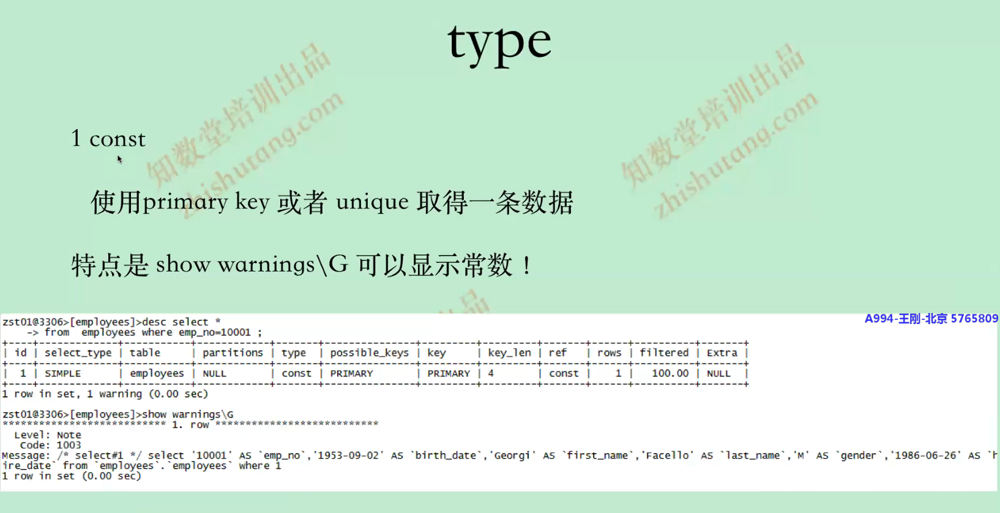 type
知数堂培训出品
zhishutang.com
知数堂培训出品
zhishutang.com
1 const
使用primary key 或者 unique 取得一条数据
特点是 show warnings\G 可以显示常数！
出品
A994-王刚-北京 5765809
zst01@3306>[employees]>desc select *
    -> from  employees where emp_no=10001 ;
+----+-------------+-----------+------------+-------+---------------+---------+---------+-------+------+----------+-------+
| id | select_type | table     | partitions | type  | possible_keys | key     | key_len | ref   | rows | filtered | Extra |
+----+-------------+-----------+------------+-------+---------------+---------+---------+-------+------+----------+-------+
|  1 | SIMPLE      | employees | NULL       | const | PRIMARY       | PRIMARY | 4       | const |    1 |   100.00 | NULL  |
+----+-------------+-----------+------------+-------+---------------+---------+---------+-------+------+----------+-------+
1 row in set, 1 warning (0.00 sec)
zst01@3306>[employees]>show warnings\G
*************************** 1. row ***************************
  Level: Note
   Code: 1003
Message: /* select#1 */ select '10001' AS `emp_no`,'1953-09-02' AS `birth_date`,'Georgi' AS `first_name`,'Facello' AS `last_name`,'M' AS `gender`,'1986-06-26' AS `h
ire_date` from `employees`.`employees` where 1
1 row in set (0.00 sec)